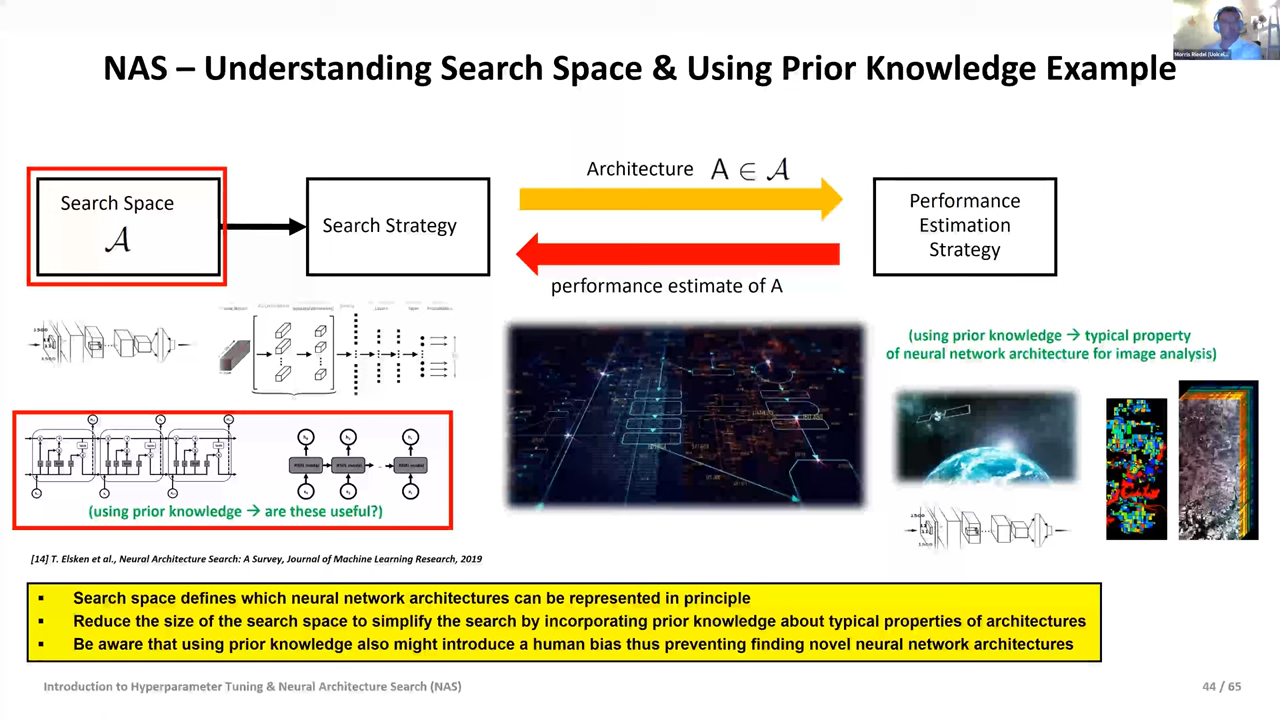 NAS – Understanding Search Space & Using Prior Knowledge Example
Search Space
𝒜
Search Strategy
Architecture A ∈ 𝒜
performance estimate of A
Performance
Estimation
Strategy
(using prior knowledge → typical property
of neural network architecture for image analysis)
(using prior knowledge → are these useful?)
[14] T. Elsken et al., Neural Architecture Search: A Survey, Journal of Machine Learning Research, 2019
▪ Search space defines which neural network architectures can be represented in principle
▪ Reduce the size of the search space to simplify the search by incorporating prior knowledge about typical properties of architectures
▪ Be aware that using prior knowledge also might introduce a human bias thus preventing finding novel neural network architectures
Introduction to Hyperparameter Tuning & Neural Architecture Search (NAS)
44 / 65